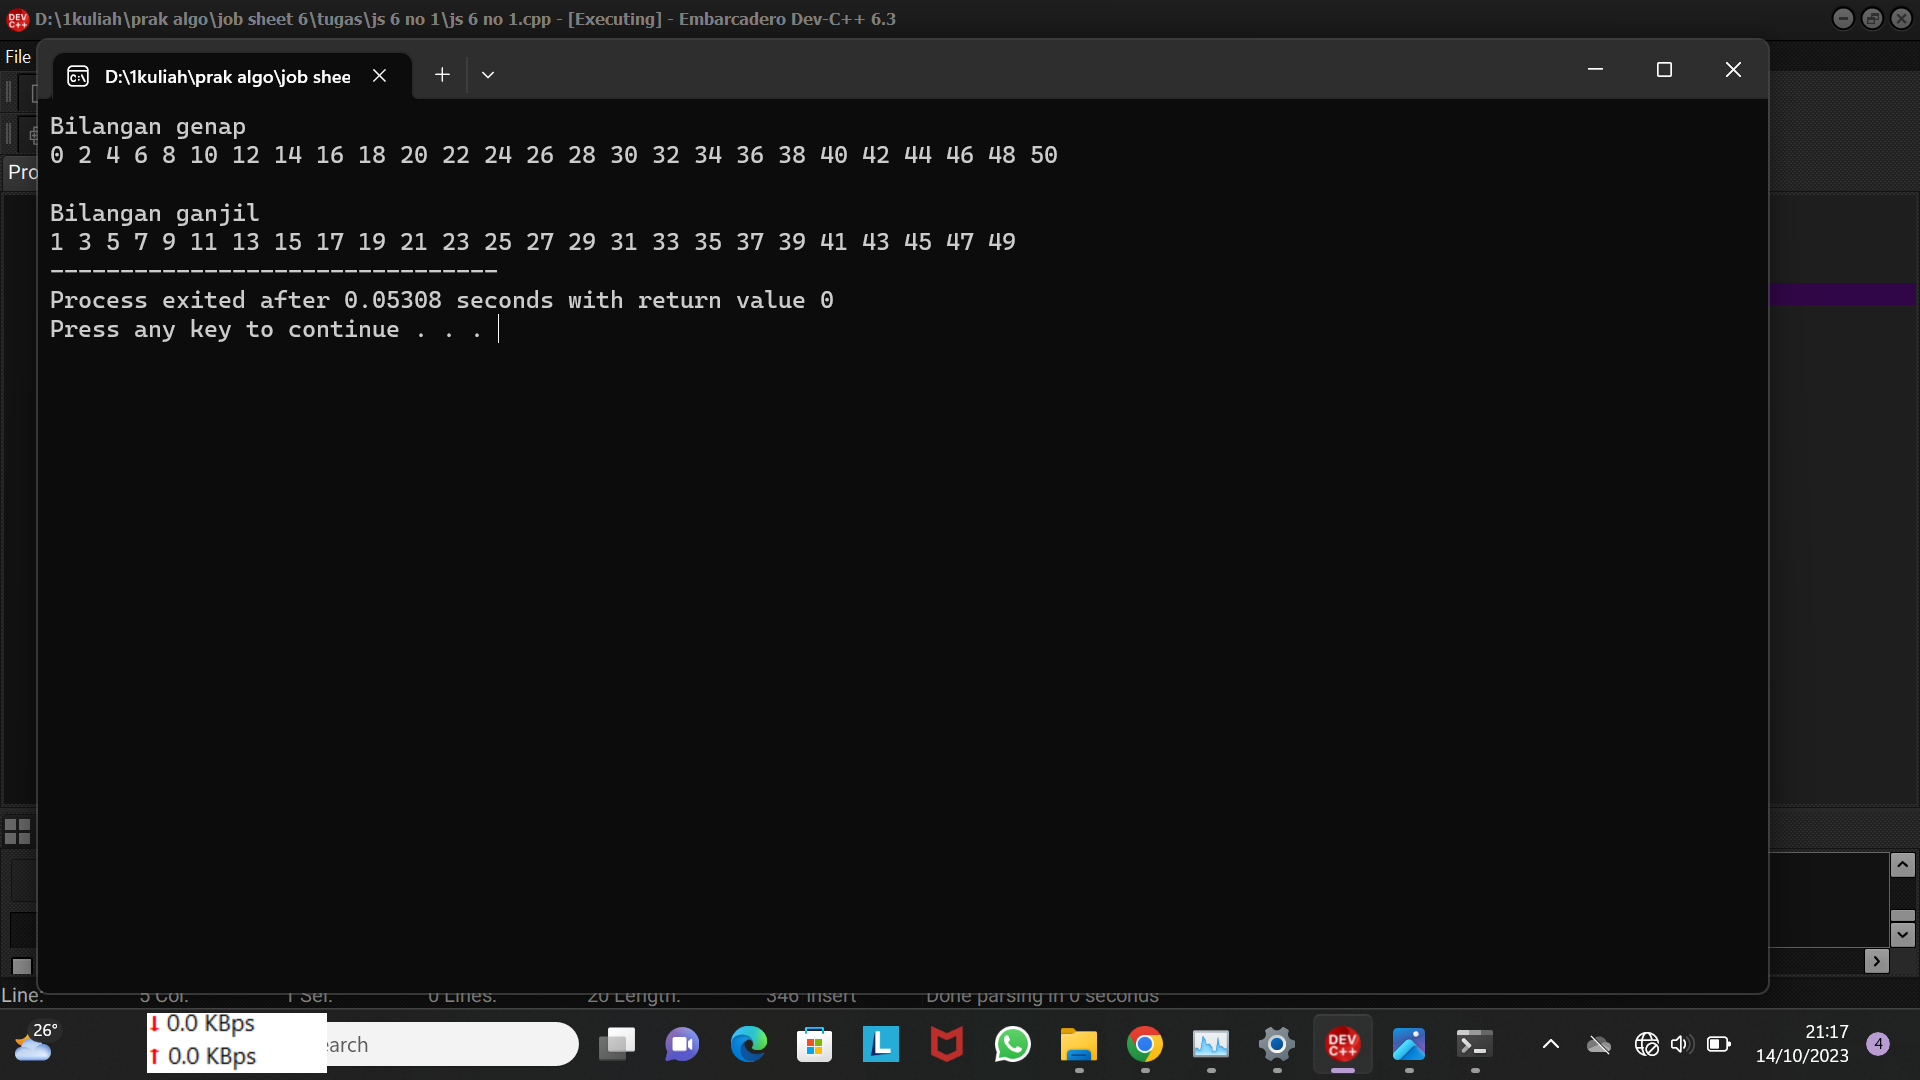 D:\1kuliah\prak algo\job sheet 6\tugas\js 6 no 1\js 6 no 1.cpp - [Executing] - Embarcadero Dev-C++ 6.3
File
D:\1kuliah\prak algo\job shee
Pro
Bilangan genap
0 2 4 6 8 10 12 14 16 18 20 22 24 26 28 30 32 34 36 38 40 42 44 46 48 50
Bilangan ganjil
1 3 5 7 9 11 13 15 17 19 21 23 25 27 29 31 33 35 37 39 41 43 45 47 49
--------------------------------
Process exited after 0.05308 seconds with return value 0
Press any key to continue . . .
Line: 5 Col: 1 Sel: 0 Lines: 20 Length: 346 Insert Done parsing in 0 seconds
26°
↓ 0.0 KBps
↑ 0.0 KBps
earch
L
DEV C++
21:17
14/10/2023
4